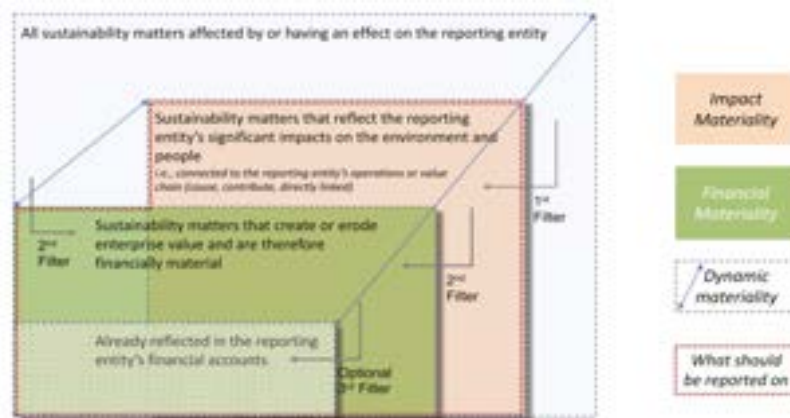 All sustainability matters affected by or having an effect on the reporting entity
Sustainability matters that reflect the reporting
entity's significant impacts on the environment and
people
i.e., connected to the reporting entity's operations or value
chain (cause, contribute, directly linked)
1st
Filter
2nd
Filter
Sustainability matters that create or erode
enterprise value and are therefore
financially material
2nd
Filter
Already reflected in the reporting
entity's financial accounts
Optional
3rd Filter
Impact
Materiality
Financial
Materiality
Dynamic
materiality
What should
be reported on